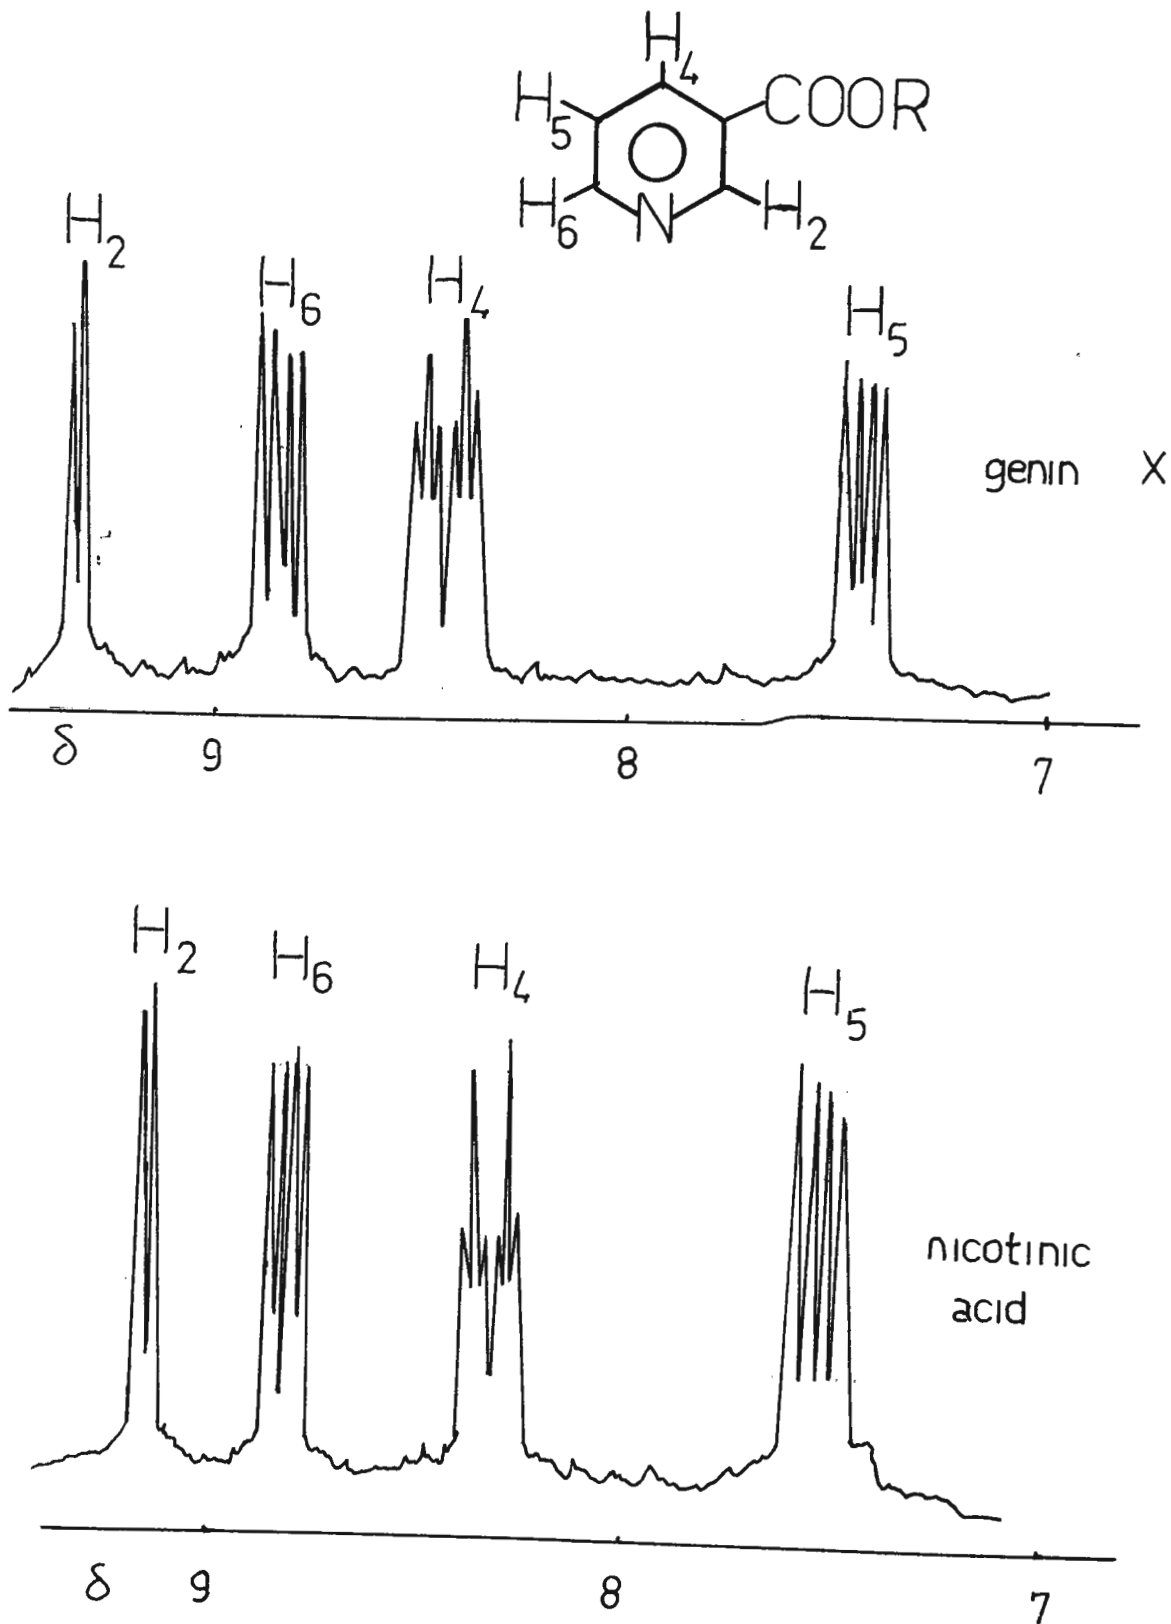 H4
H5 COOR
H6 N H2
H2 H6 H4 H5
genin X
δ 9 8 7
H2 H6 H4 H5
nicotinic
acid
δ 9 8 7